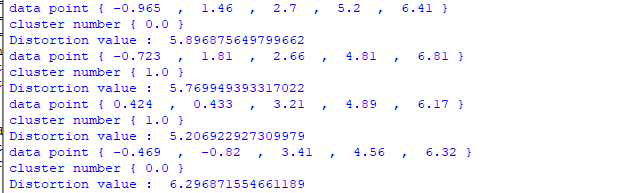 data point { -0.965 , 1.46 , 2.7 , 5.2 , 6.41 }
cluster number { 0.0 }
Distortion value : 5.896875649799662
data point { -0.723 , 1.81 , 2.66 , 4.81 , 6.81 }
cluster number { 1.0 }
Distortion value : 5.769949393317022
data point { 0.424 , 0.433 , 3.21 , 4.89 , 6.17 }
cluster number { 1.0 }
Distortion value : 5.206922927309979
data point { -0.469 , -0.82 , 3.41 , 4.56 , 6.32 }
cluster number { 0.0 }
Distortion value : 6.296871554661189